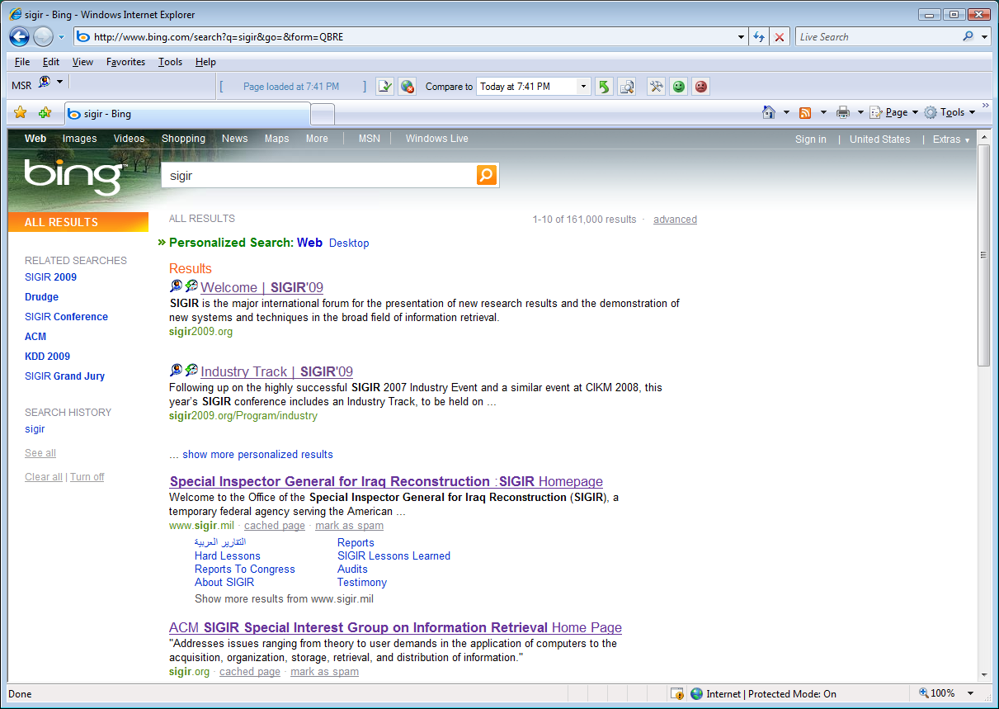 sigir - Bing - Windows Internet Explorer
http://www.bing.com/search?q=sigir&go=&form=QBRE
Live Search
File Edit View Favorites Tools Help
MSR
[ Page loaded at 7:41 PM ]
Compare to
Today at 7:41 PM
sigir - Bing
Page
Tools
Web Images Videos Shopping News Maps More | MSN | Windows Live
Sign in | United States | Extras
bing™
sigir
ALL RESULTS
ALL RESULTS
1-10 of 161,000 results · advanced
RELATED SEARCHES
SIGIR 2009
Drudge
SIGIR Conference
ACM
KDD 2009
SIGIR Grand Jury
SEARCH HISTORY
sigir
See all
Clear all | Turn off
» Personalized Search: Web Desktop
Results
Welcome | SIGIR'09
SIGIR is the major international forum for the presentation of new research results and the demonstration of
new systems and techniques in the broad field of information retrieval.
sigir2009.org
Industry Track | SIGIR'09
Following up on the highly successful SIGIR 2007 Industry Event and a similar event at CIKM 2008, this
year's SIGIR conference includes an Industry Track, to be held on ...
sigir2009.org/Program/industry
... show more personalized results
Special Inspector General for Iraq Reconstruction :SIGIR Homepage
Welcome to the Office of the Special Inspector General for Iraq Reconstruction (SIGIR), a
temporary federal agency serving the American ...
www.sigir.mil · cached page · mark as spam
التقارير العربية
Reports
Hard Lessons
SIGIR Lessons Learned
Reports To Congress
Audits
About SIGIR
Testimony
Show more results from www.sigir.mil
ACM SIGIR Special Interest Group on Information Retrieval Home Page
"Addresses issues ranging from theory to user demands in the application of computers to the
acquisition, organization, storage, retrieval, and distribution of information."
sigir.org · cached page · mark as spam
Done
Internet | Protected Mode: On
100%